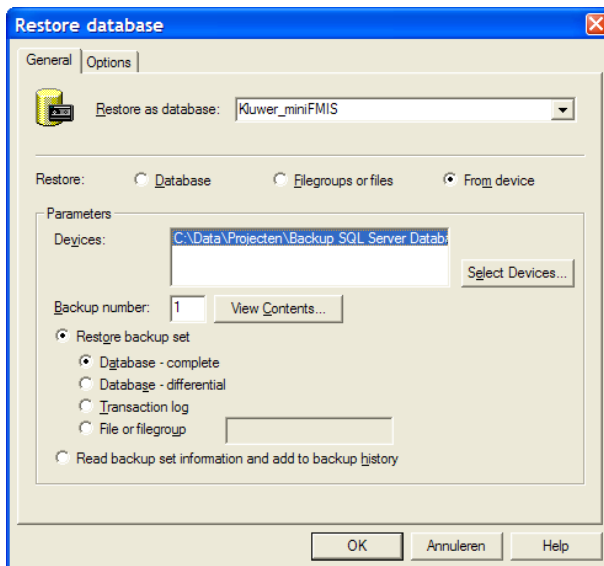 Restore database
General Options
Restore as database: Kluwer_miniFMIS
Restore: Database Filegroups or files From device
Parameters
Devices: C:\Data\Projecten\Backup SQL Server Datab
Select Devices...
Backup number: 1 View Contents...
Restore backup set
Database - complete
Database - differential
Transaction log
File or filegroup
Read backup set information and add to backup history
OK Annuleren Help